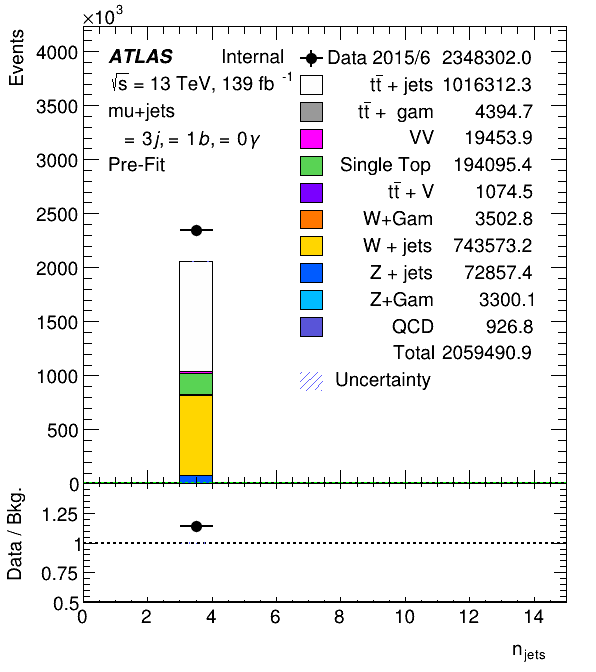 ×10³
Events
4000
3500
3000
2500
2000
1500
1000
500
0
ATLAS Internal
√s = 13 TeV, 139 fb⁻¹
mu+jets
= 3j, = 1b, = 0γ
Pre-Fit
Data 2015/6 2348302.0
tt̄ + jets 1016312.3
tt̄ + gam 4394.7
VV 19453.9
Single Top 194095.4
tt̄ + V 1074.5
W+Gam 3502.8
W + jets 743573.2
Z + jets 72857.4
Z+Gam 3300.1
QCD 926.8
Total 2059490.9
Uncertainty
Data / Bkg.
1.25
1
0.75
0.5
0 2 4 6 8 10 12 14
n_jets